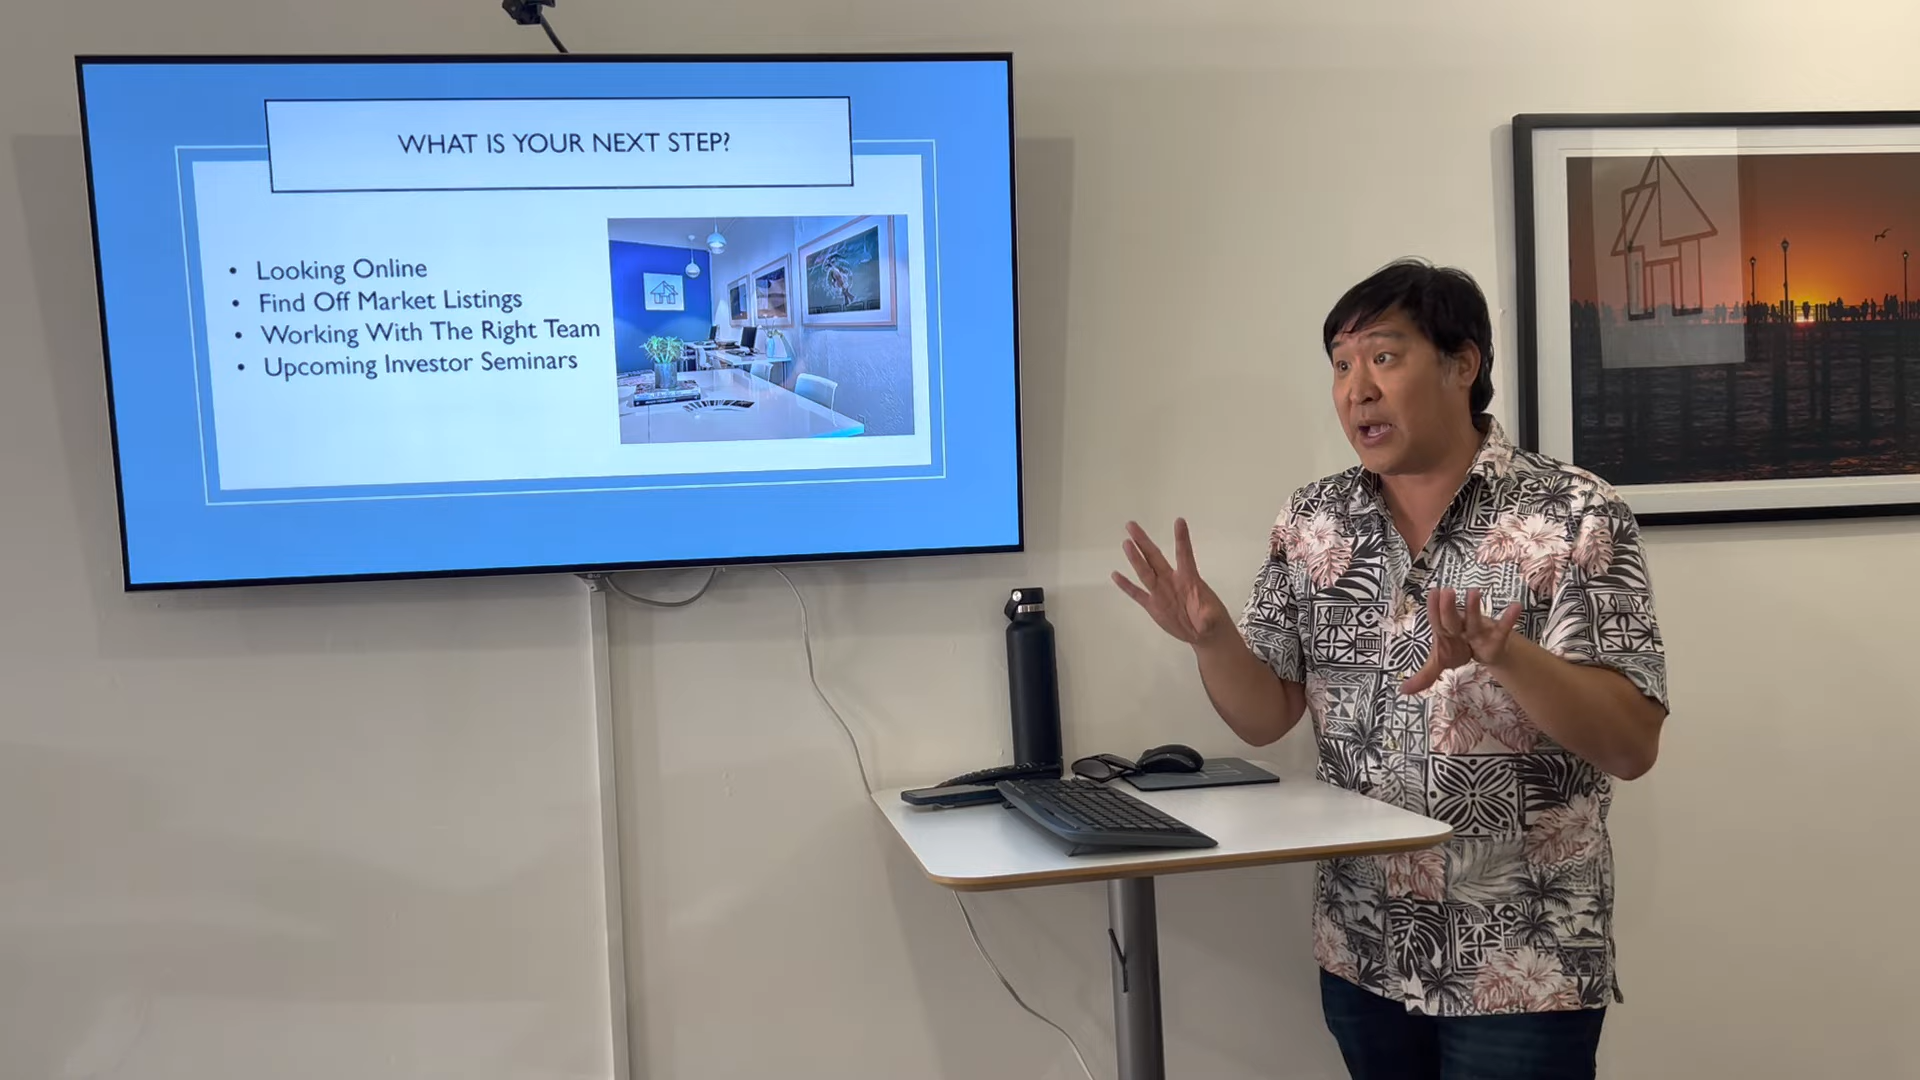 WHAT IS YOUR NEXT STEP?
• Looking Online
• Find Off Market Listings
• Working With The Right Team
• Upcoming Investor Seminars
LG